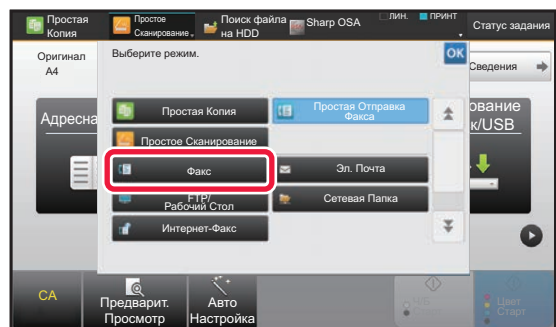 Простая
Копия
Простое
Сканирование
Поиск файла
на HDD
Sharp OSA
ЛИН.
ПРИНТ
Статус задания
Оригинал
A4
Выберите режим.
OK
Сведения
Адресна
ование
к/USB
Простая Копия
Простая Отправка
Факса
Простое Сканирование
Факс
Эл. Почта
FTP/
Рабочий Стол
Сетевая Папка
Интернет-Факс
CA
Предварит.
Просмотр
Авто
Настройка
Ч/Б
Старт
Цвет
Старт